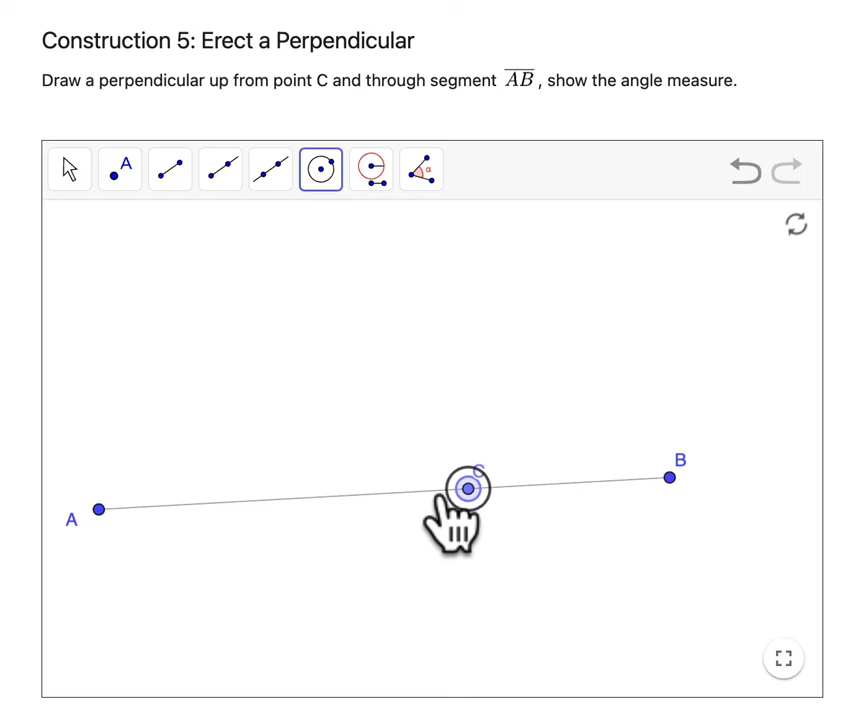 Construction 5: Erect a Perpendicular
Draw a perpendicular up from point C and through segment AB, show the angle measure.
A
α
C
B
A